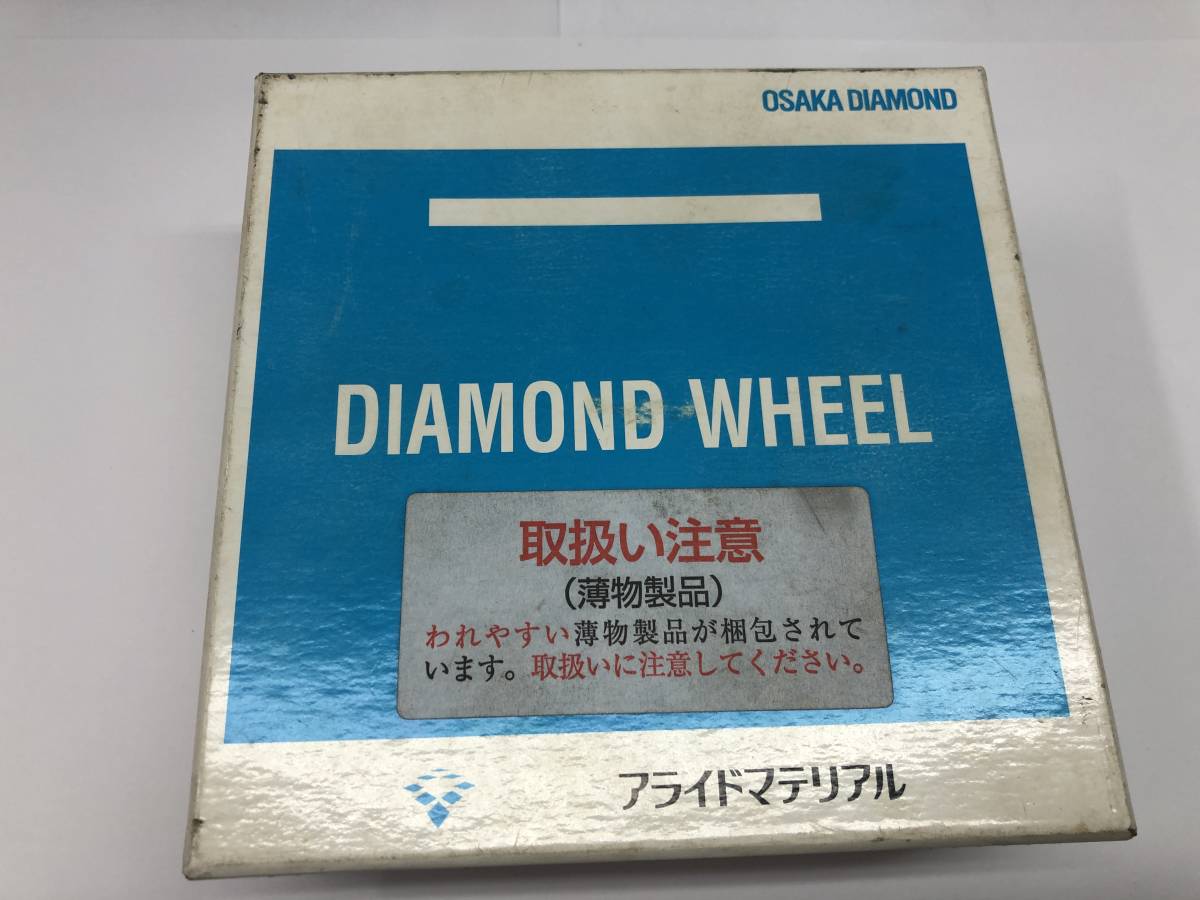 OSAKA DIAMOND
DIAMOND WHEEL
取扱い注意
(薄物製品)
われやすい薄物製品が梱包されて
います。取扱いに注意してください。
アライドマテリアル